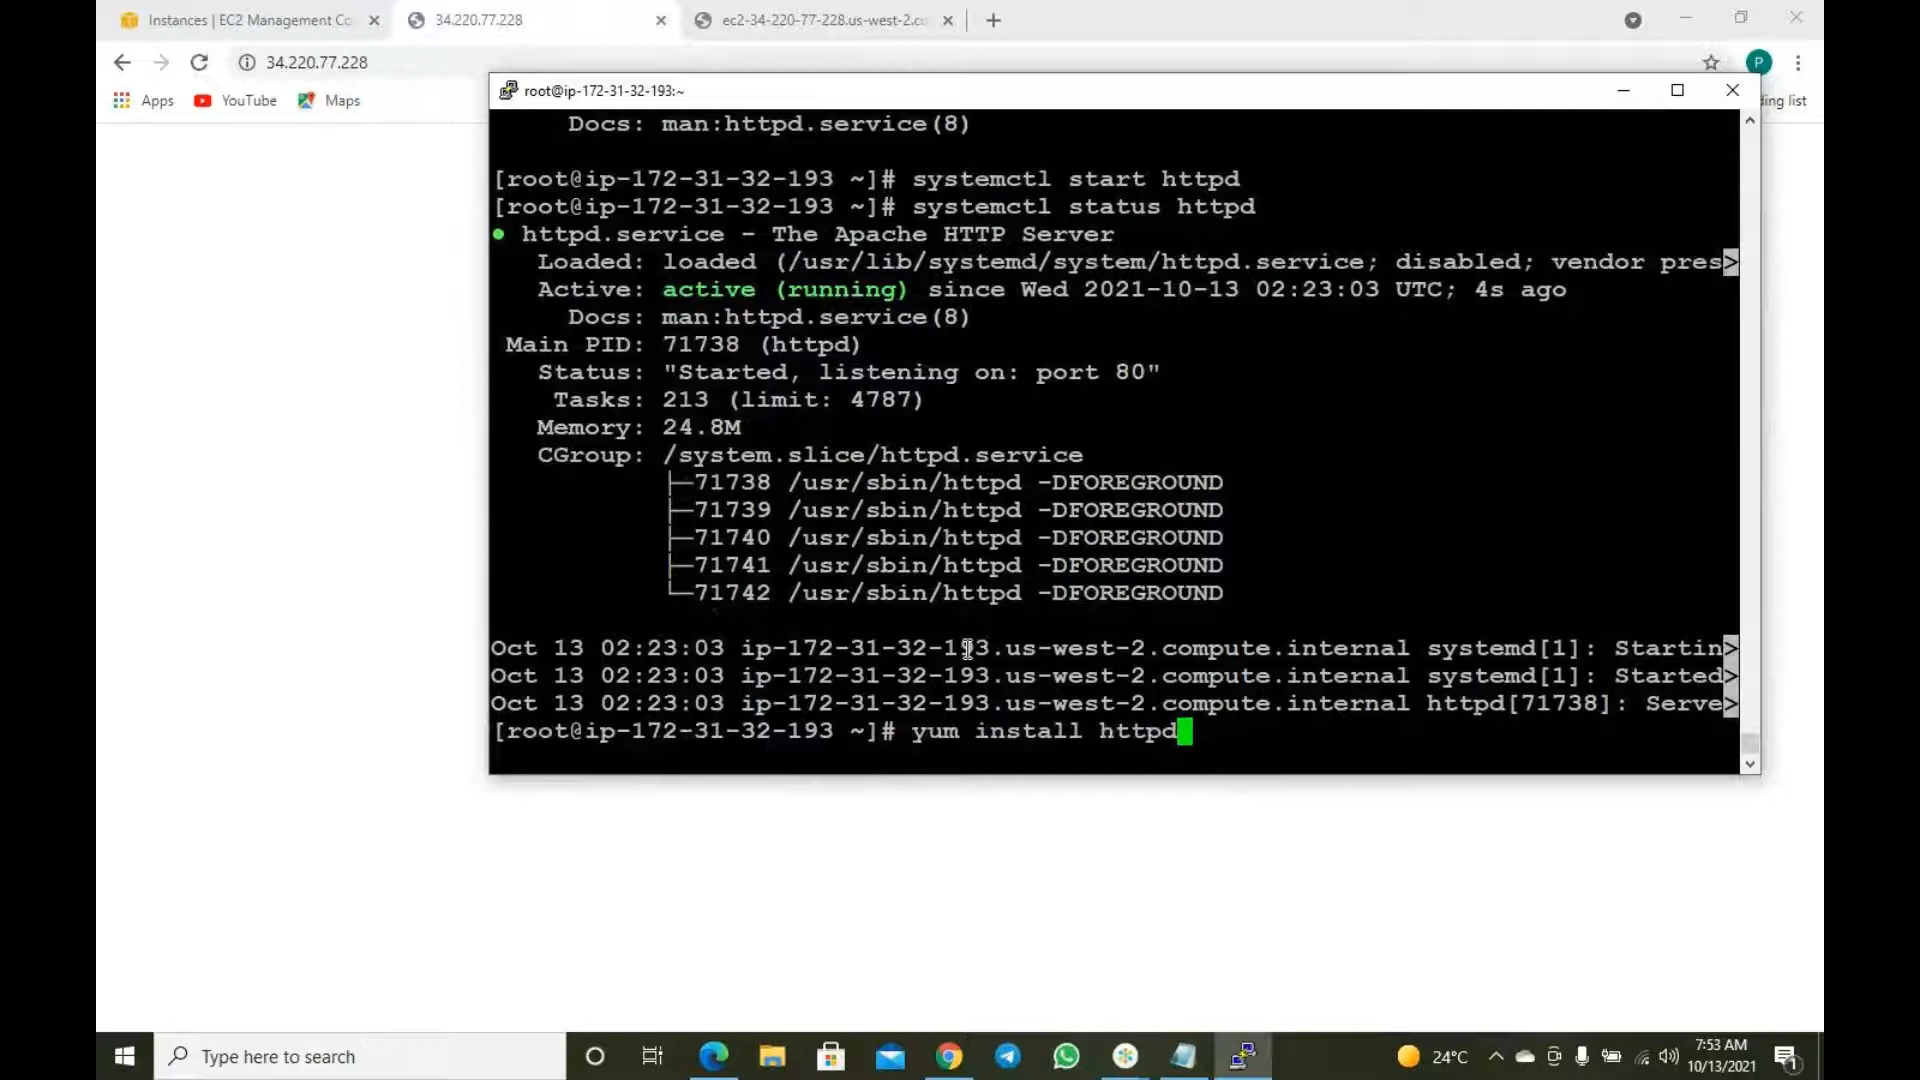 Instances | EC2 Management Co
34.220.77.228
ec2-34-220-77-228.us-west-2.co
34.220.77.228
P
Apps
YouTube
Maps
ding list
root@ip-172-31-32-193:~
Docs: man:httpd.service(8)
[root@ip-172-31-32-193 ~]# systemctl start httpd
[root@ip-172-31-32-193 ~]# systemctl status httpd
● httpd.service - The Apache HTTP Server
Loaded: loaded (/usr/lib/systemd/system/httpd.service; disabled; vendor pres>
Active: active (running) since Wed 2021-10-13 02:23:03 UTC; 4s ago
Docs: man:httpd.service(8)
Main PID: 71738 (httpd)
Status: "Started, listening on: port 80"
Tasks: 213 (limit: 4787)
Memory: 24.8M
CGroup: /system.slice/httpd.service
├─71738 /usr/sbin/httpd -DFOREGROUND
├─71739 /usr/sbin/httpd -DFOREGROUND
├─71740 /usr/sbin/httpd -DFOREGROUND
├─71741 /usr/sbin/httpd -DFOREGROUND
└─71742 /usr/sbin/httpd -DFOREGROUND
Oct 13 02:23:03 ip-172-31-32-193.us-west-2.compute.internal systemd[1]: Startin>
Oct 13 02:23:03 ip-172-31-32-193.us-west-2.compute.internal systemd[1]: Started>
Oct 13 02:23:03 ip-172-31-32-193.us-west-2.compute.internal httpd[71738]: Serve>
[root@ip-172-31-32-193 ~]# yum install httpd
Type here to search
24°C
7:53 AM
10/13/2021
1